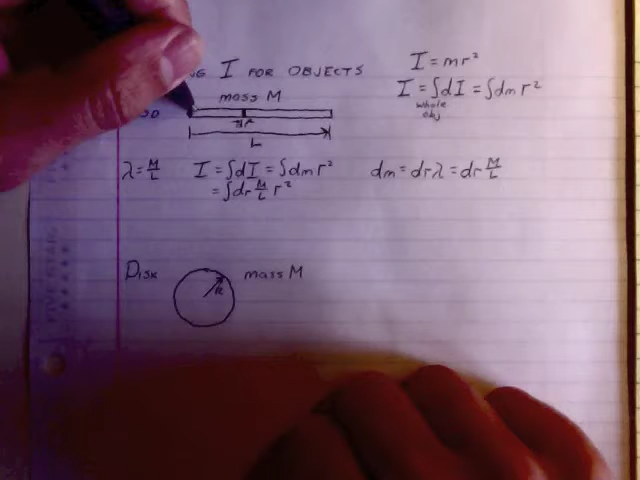 I FOR OBJECTS
mass M
dr
L
I = mr²
I = ∫dI = ∫dm r²
whole
obj
λ = M/L
I = ∫dI = ∫dm r²
= ∫dr M/L r²
dm = dr λ = dr M/L
DISK
R
mass M